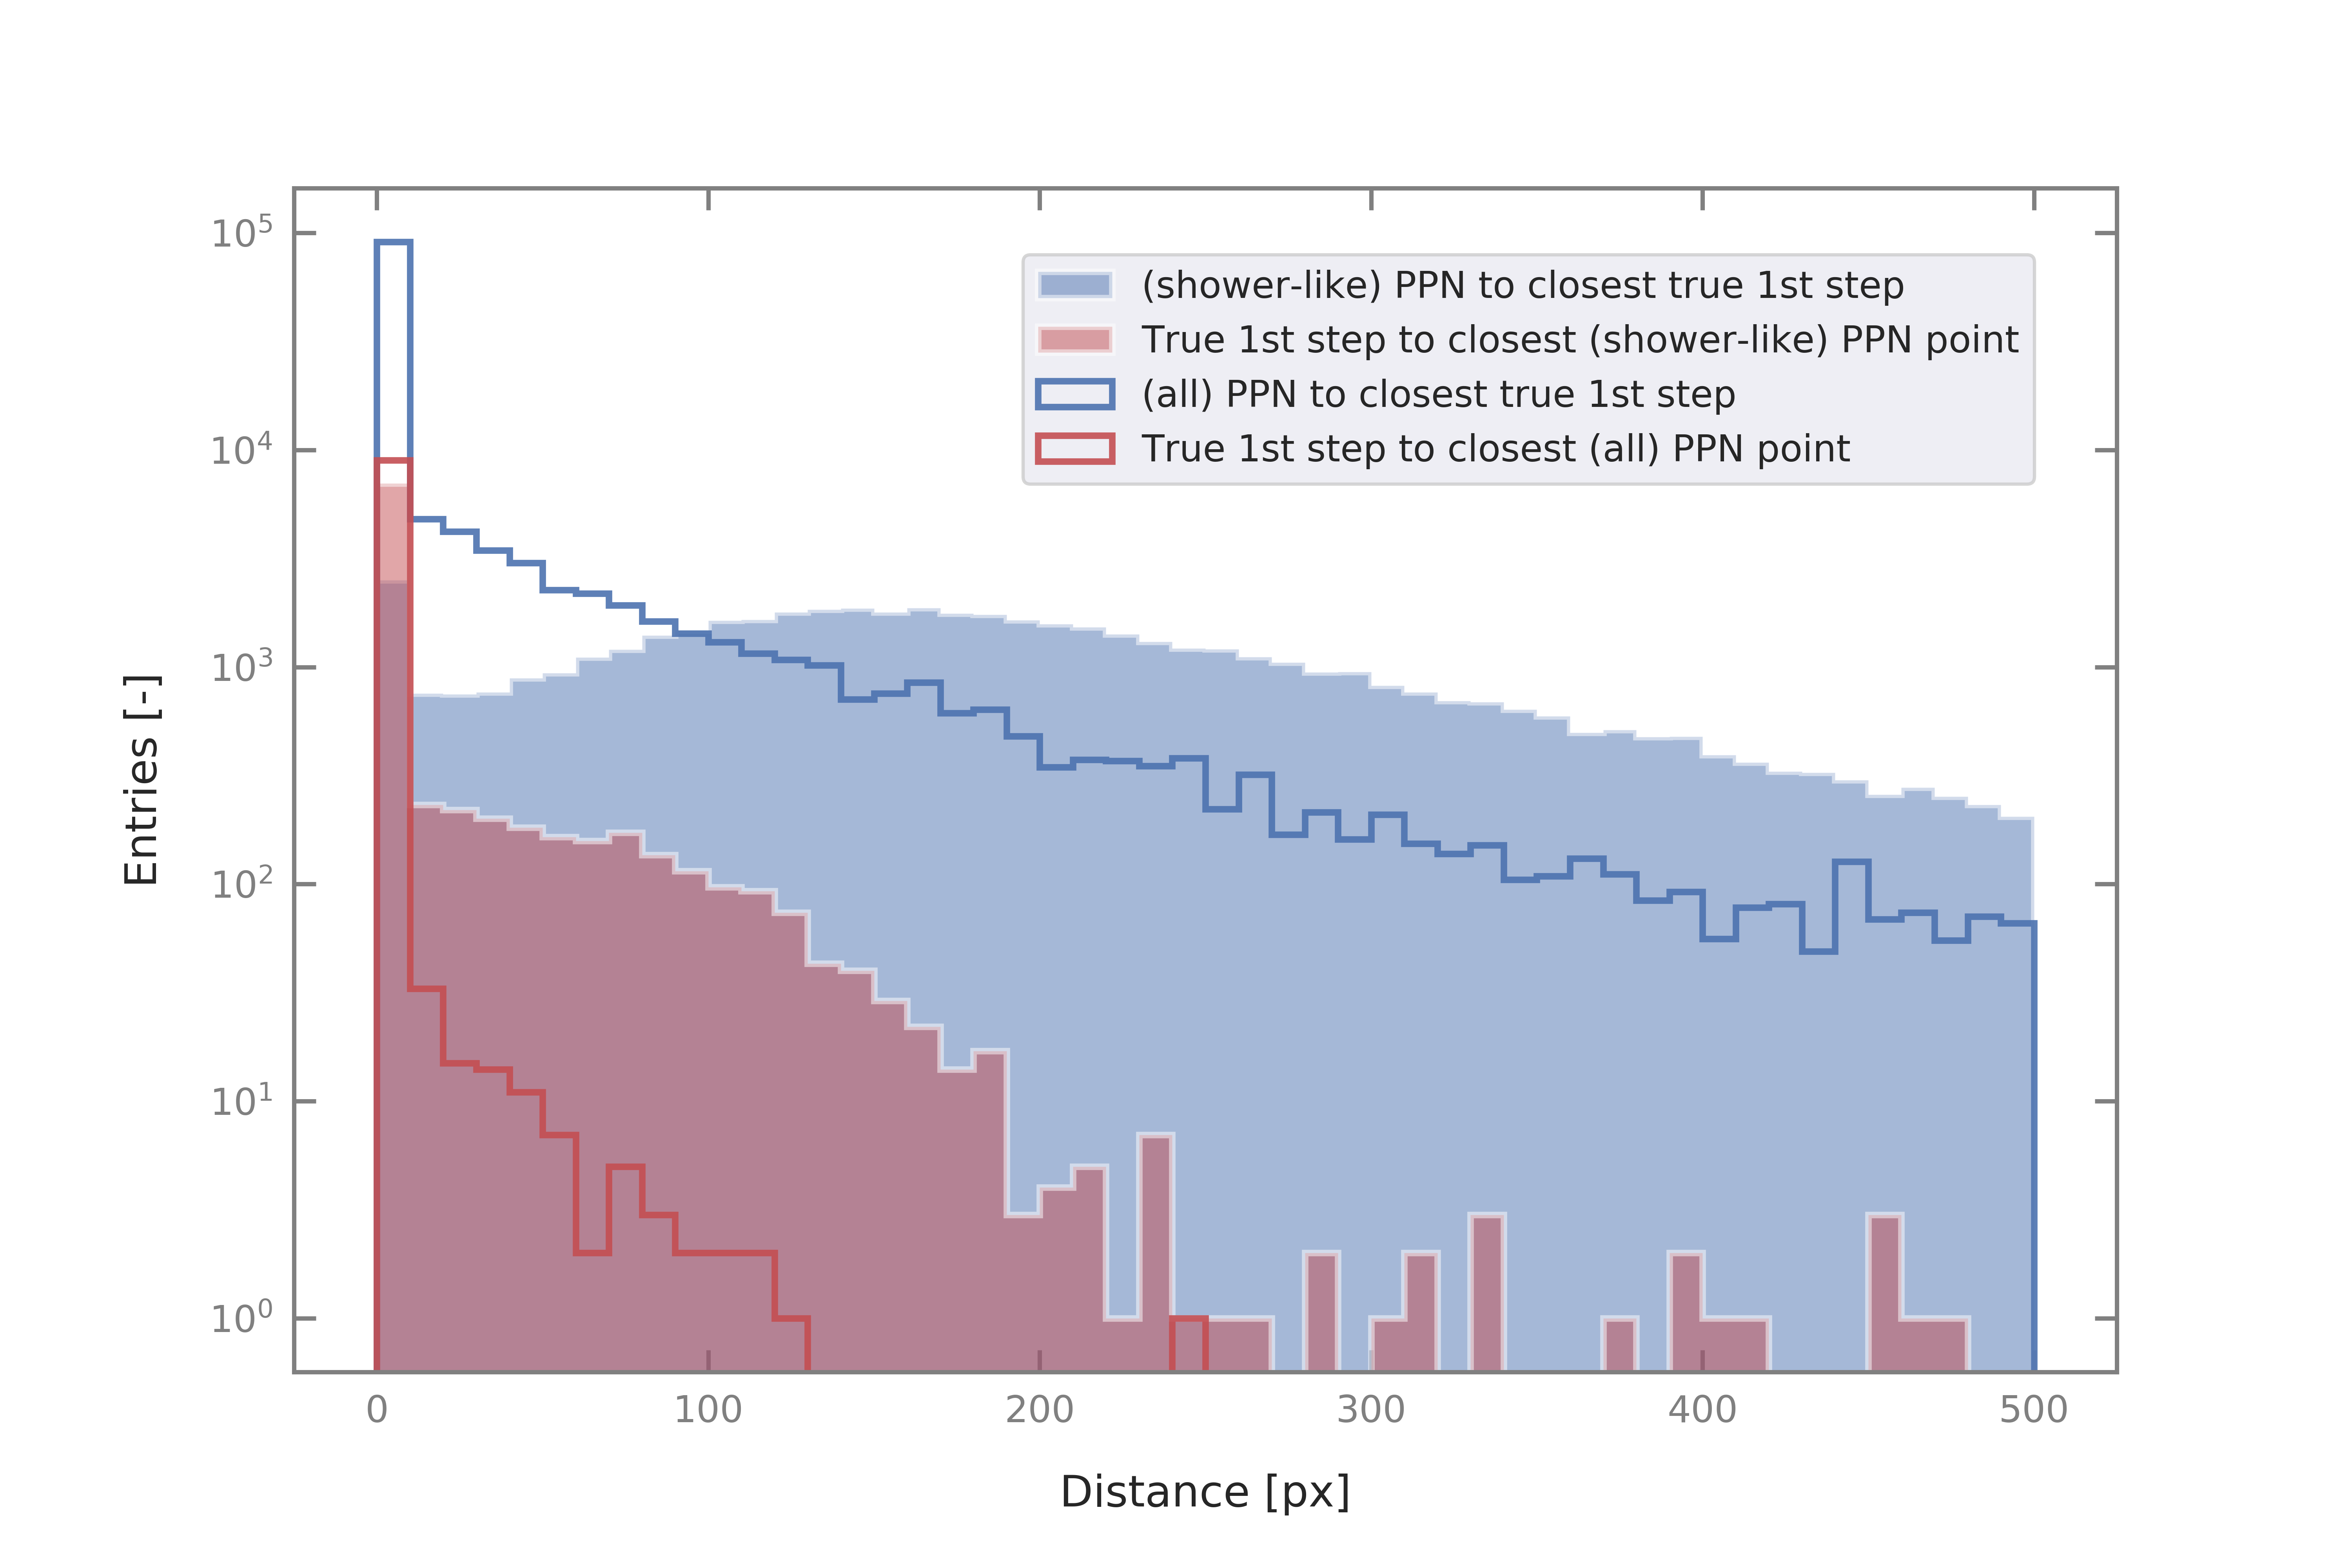 10^5
10^4
10^3
10^2
10^1
10^0
Entries [-]
(shower-like) PPN to closest true 1st step
True 1st step to closest (shower-like) PPN point
(all) PPN to closest true 1st step
True 1st step to closest (all) PPN point
0 100 200 300 400 500
Distance [px]